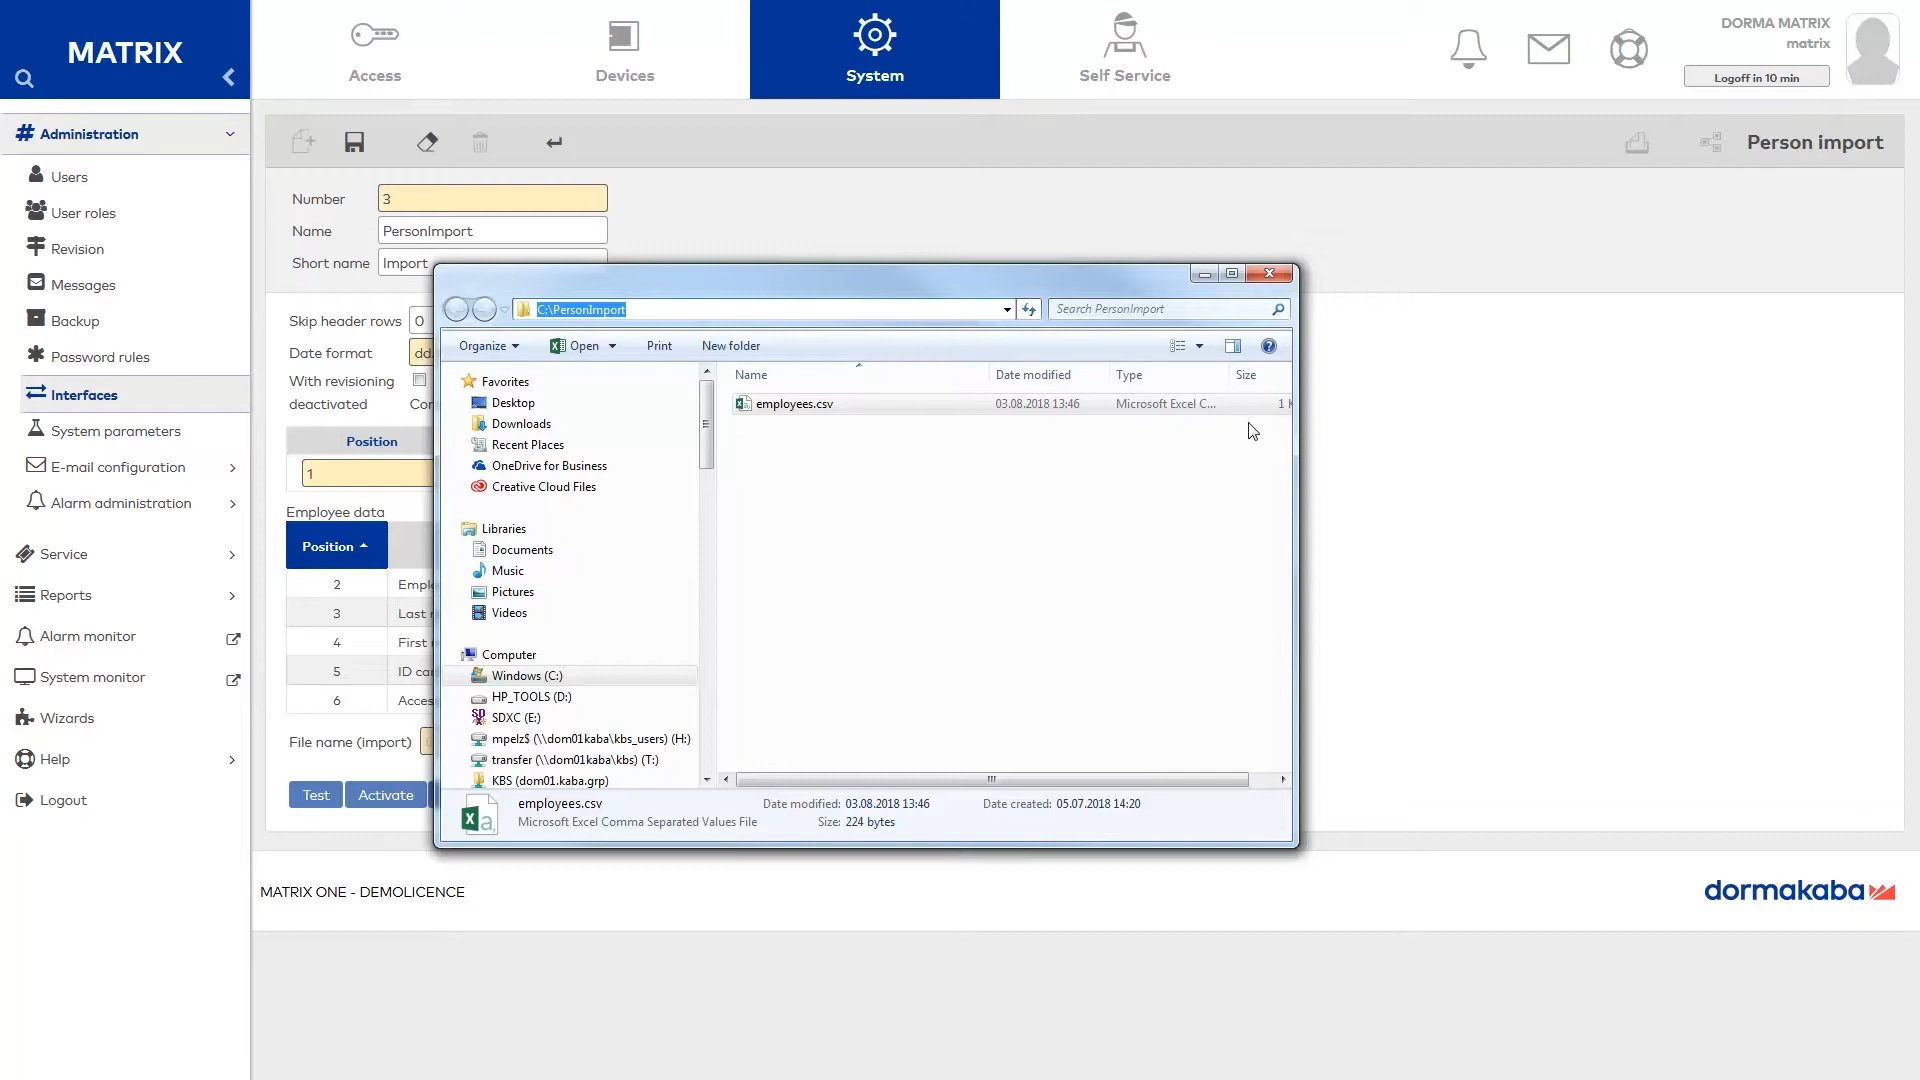 MATRIX
Access
Devices
System
Self Service
DORMA MATRIX
matrix
Logoff in 10 min
Administration
Users
User roles
Revision
Messages
Backup
Password rules
Interfaces
System parameters
E-mail configuration
Alarm administration
Service
Reports
Alarm monitor
System monitor
Wizards
Help
Logout
Person import
Number 3
Name PersonImport
Short name Import
Skip header rows 0
Date format dd.
With revisioning
deactivated
Position
1
Employee data
Position
2
3 Last
4 First
5 ID
6
File name (import)
Test Activate
C:\PersonImport
Search PersonImport
Organize Open Print New folder
Favorites
Desktop
Downloads
Recent Places
OneDrive for Business
Creative Cloud Files
Libraries
Documents
Music
Pictures
Videos
Computer
Windows (C:)
HP_TOOLS (D:)
SDXC (E:)
mpelz$ (\\dom01kaba\kbs_users) (H:)
transfer (\\dom01kaba\kbs) (T:)
KBS (dom01.kaba.grp)
Name Date modified Type Size
employees.csv 03.08.2018 13:46 Microsoft Excel C... 1
employees.csv Date modified: 03.08.2018 13:46 Date created: 05.07.2018 14:20
Microsoft Excel Comma Separated Values File Size: 224 bytes
MATRIX ONE - DEMOLICENCE
dormakaba